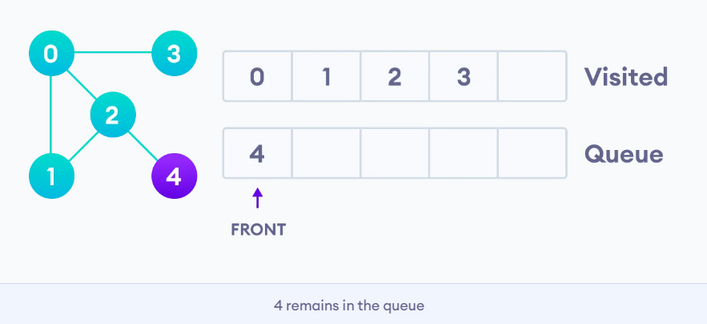 0 3
2
1 4
0 1 2 3 Visited
4 Queue
FRONT
4 remains in the queue